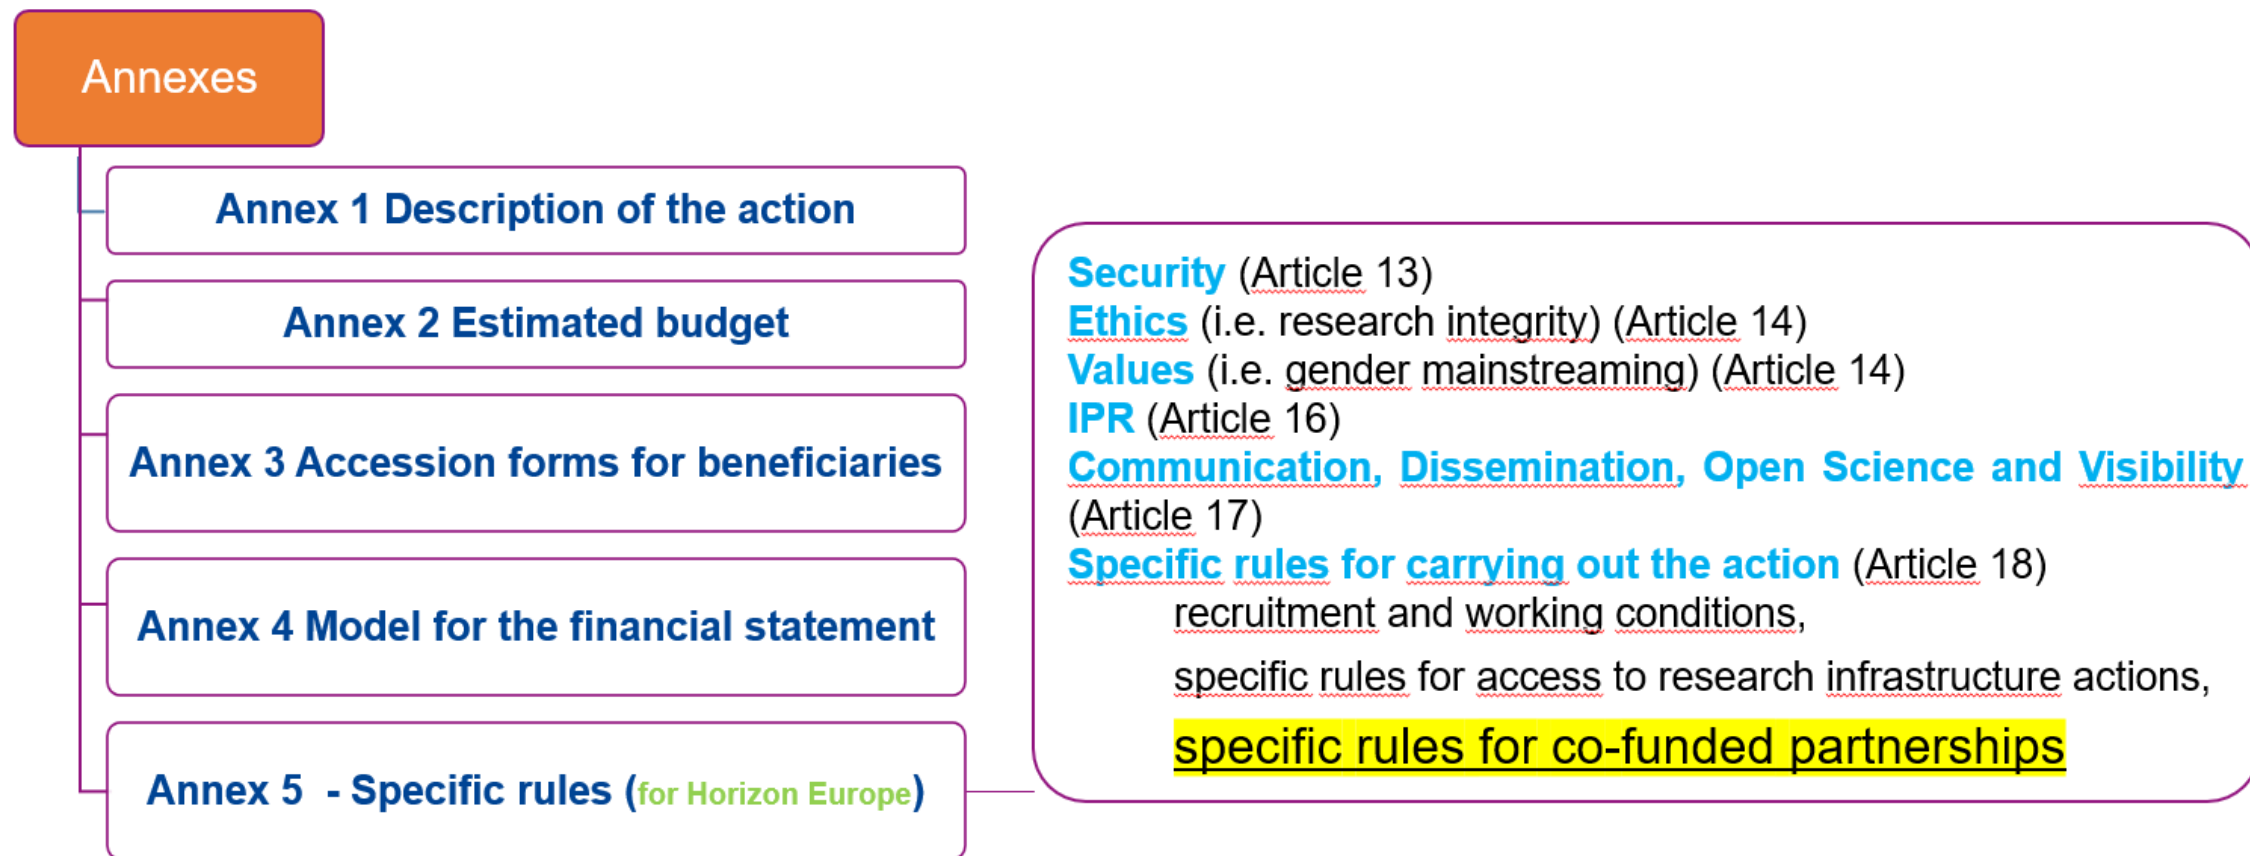 Annexes
Annex 1 Description of the action
Annex 2 Estimated budget
Annex 3 Accession forms for beneficiaries
Annex 4 Model for the financial statement
Annex 5 - Specific rules (for Horizon Europe)
Security (Article 13)
Ethics (i.e. research integrity) (Article 14)
Values (i.e. gender mainstreaming) (Article 14)
IPR (Article 16)
Communication, Dissemination, Open Science and Visibility
(Article 17)
Specific rules for carrying out the action (Article 18)
recruitment and working conditions,
specific rules for access to research infrastructure actions,
specific rules for co-funded partnerships